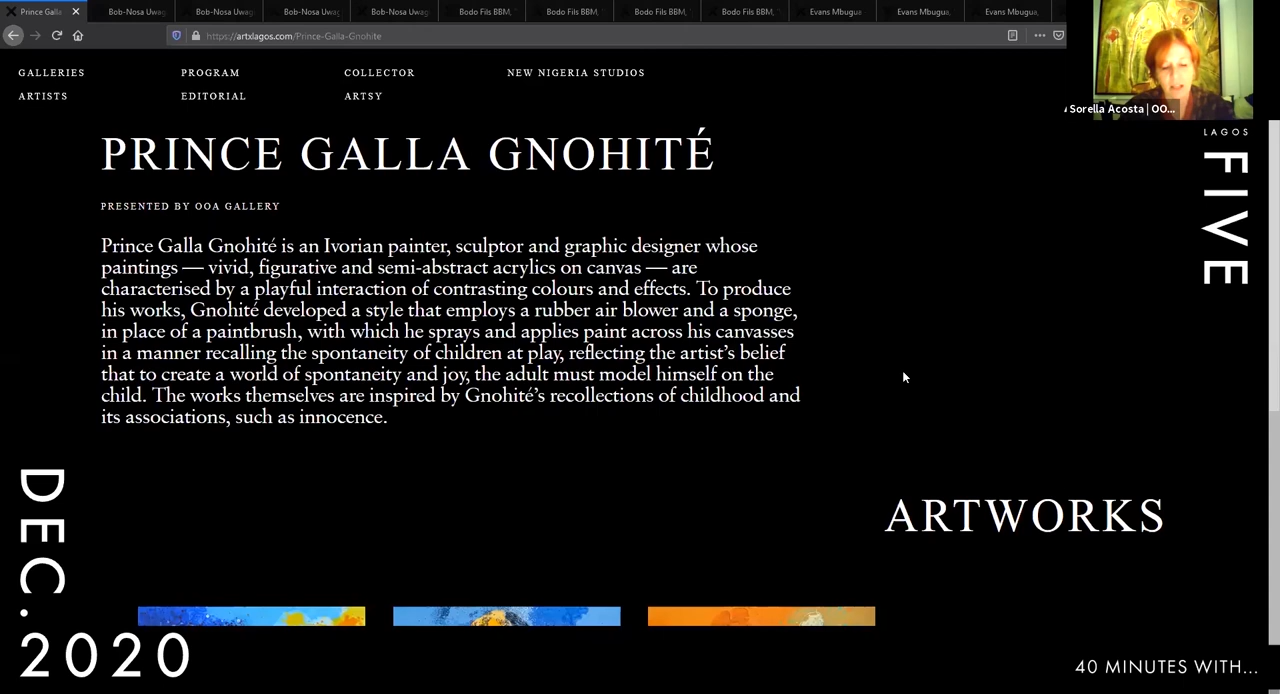 Prince Galla
Bob-Nosa Uwag
Bob-Nosa Uwag
Bob-Nosa Uwag
Bob-Nosa Uwag
Bodo Fils BBM,
Bodo Fils BBM,
Bodo Fils BBM,
Bodo Fils BBM,
Evans Mbugua
Evans Mbugua,
Evans Mbugua,
https://artxlagos.com/Prince-Galla-Gnohite
Sorella Acosta | OO...
GALLERIES
PROGRAM
COLLECTOR
NEW NIGERIA STUDIOS
ARTISTS
EDITORIAL
ARTSY
LAGOS
FIVE
PRINCE GALLA GNOHITÉ
PRESENTED BY OOA GALLERY
Prince Galla Gnohité is an Ivorian painter, sculptor and graphic designer whose
paintings — vivid, figurative and semi-abstract acrylics on canvas — are
characterised by a playful interaction of contrasting colours and effects. To produce
his works, Gnohité developed a style that employs a rubber air blower and a sponge,
in place of a paintbrush, with which he sprays and applies paint across his canvasses
in a manner recalling the spontaneity of children at play, reflecting the artist's belief
that to create a world of spontaneity and joy, the adult must model himself on the
child. The works themselves are inspired by Gnohité's recollections of childhood and
its associations, such as innocence.
ARTWORKS
DEC.
2020
40 MINUTES WITH...